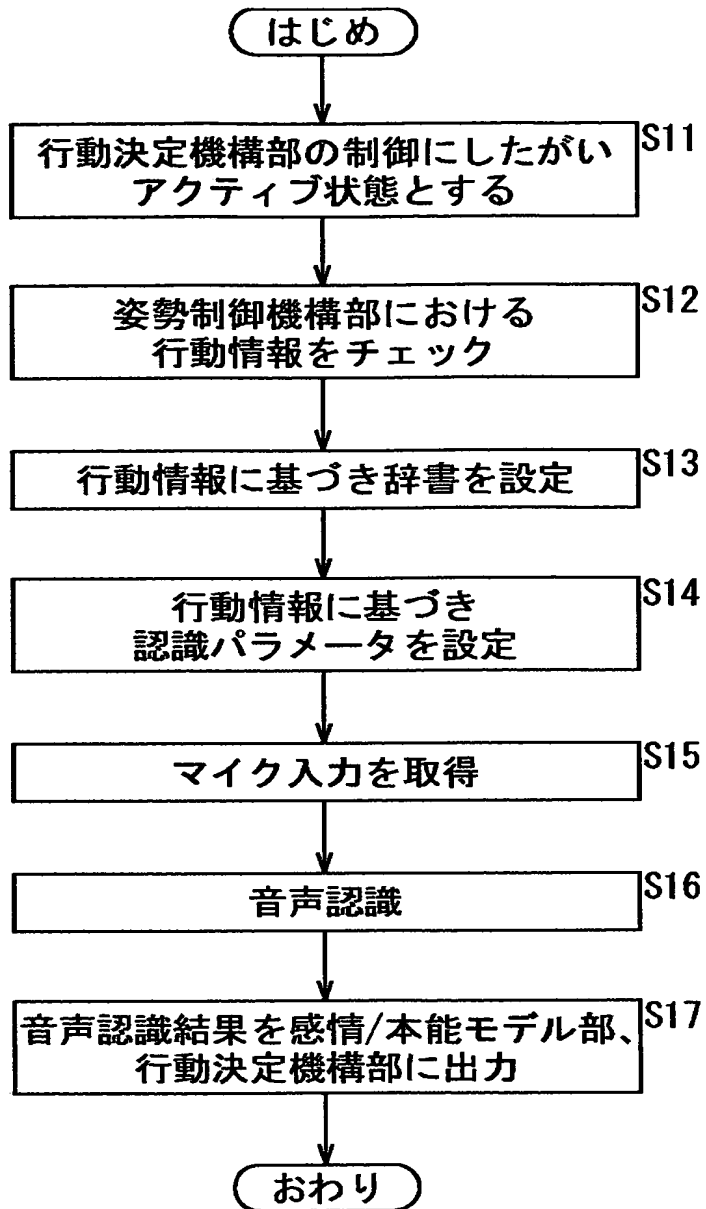 はじめ
S11
行動決定機構部の制御にしたがい
アクティブ状態とする
S12
姿勢制御機構部における
行動情報をチェック
S13
行動情報に基づき辞書を設定
S14
行動情報に基づき
認識パラメータを設定
S15
マイク入力を取得
S16
音声認識
S17
音声認識結果を感情/本能モデル部、
行動決定機構部に出力
おわり